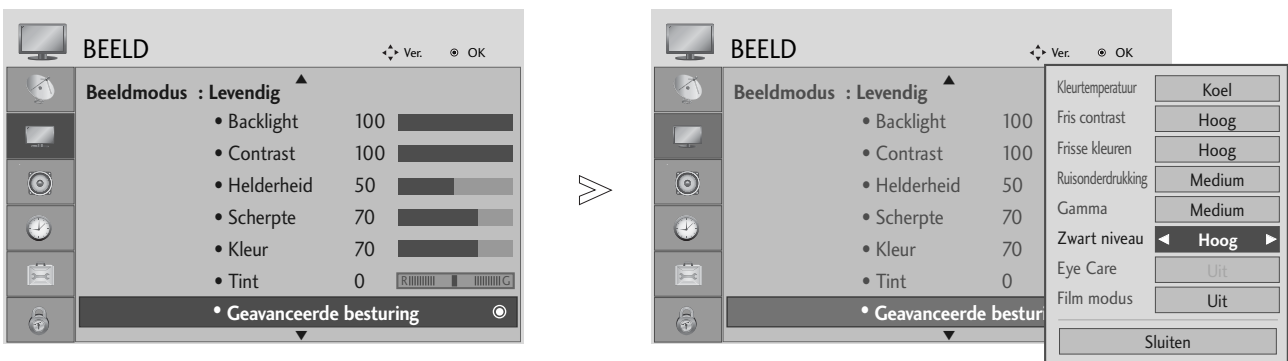 BEELD
Ver. OK
Beeldmodus : Levendig
• Backlight 100
• Contrast 100
• Helderheid 50
• Scherpte 70
• Kleur 70
• Tint 0 R G
• Geavanceerde besturing
BEELD
Ver. OK
Beeldmodus : Levendig
• Backlight 100
• Contrast 100
• Helderheid 50
• Scherpte 70
• Kleur 70
• Tint 0
• Geavanceerde bestur
Kleurtemperatuur Koel
Fris contrast Hoog
Frisse kleuren Hoog
Ruisonderdrukking Medium
Gamma Medium
Zwart niveau Hoog
Eye Care Uit
Film modus Uit
Sluiten